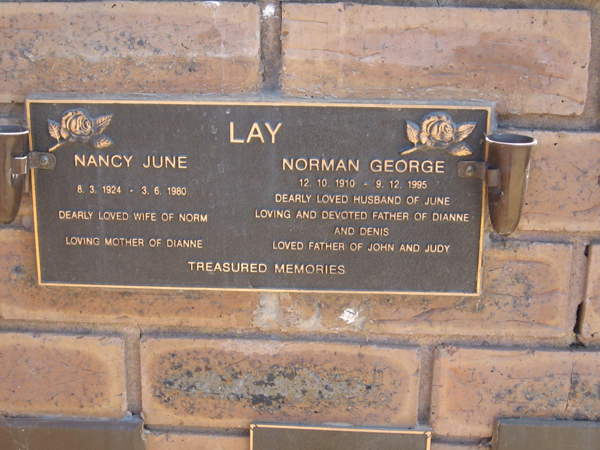 LAY
NANCY JUNE
8. 3. 1924 - 3. 6. 1980
DEARLY LOVED WIFE OF NORM
LOVING MOTHER OF DIANNE
NORMAN GEORGE
12. 10. 1910 - 9. 12. 1995
DEARLY LOVED HUSBAND OF JUNE
LOVING AND DEVOTED FATHER OF DIANNE
AND DENIS
LOVED FATHER OF JOHN AND JUDY
TREASURED MEMORIES